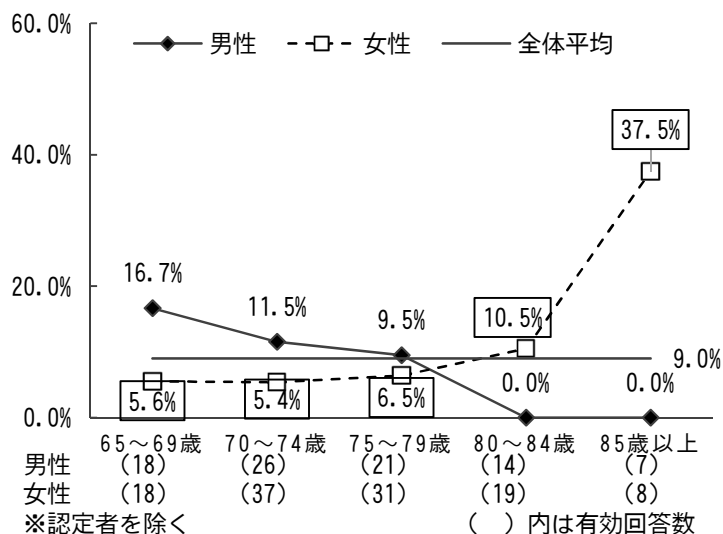 60.0%
男性 女性 全体平均
37.5%
40.0%
16.7%
20.0%
11.5%
9.5%
10.5%
9.0%
0.0% 0.0%
5.6% 5.4% 6.5%
0.0%
65～69歳 70～74歳 75～79歳 80～84歳 85歳以上
男性 (18) (26) (21) (14) (7)
女性 (18) (37) (31) (19) (8)
※認定者を除く ( )内は有効回答数